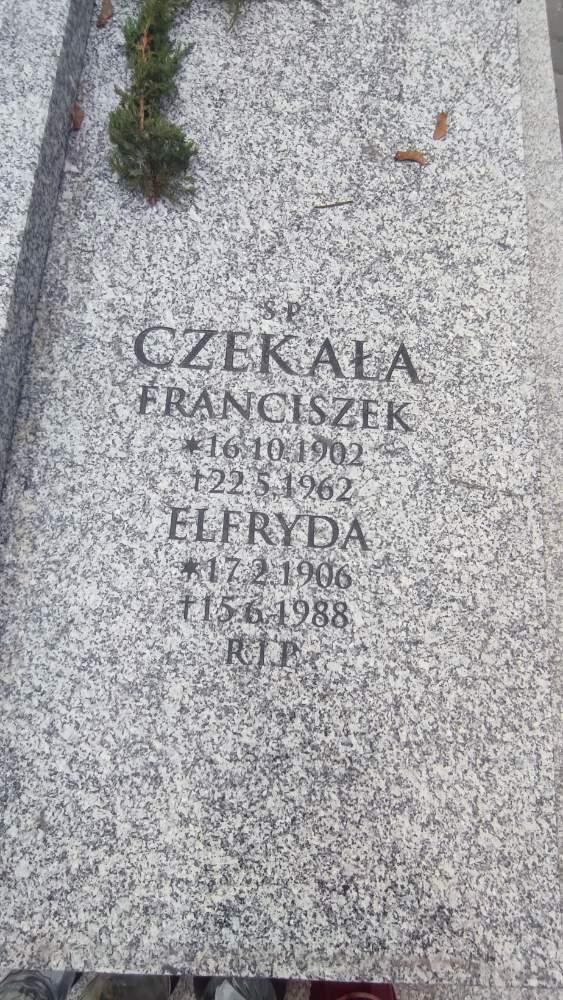 S.P.
CZEKAŁA
FRANCISZEK
*16.10.1902
†22.5.1962
ELFRYDA
*17.2.1906
†15.6.1988
R.I.P.